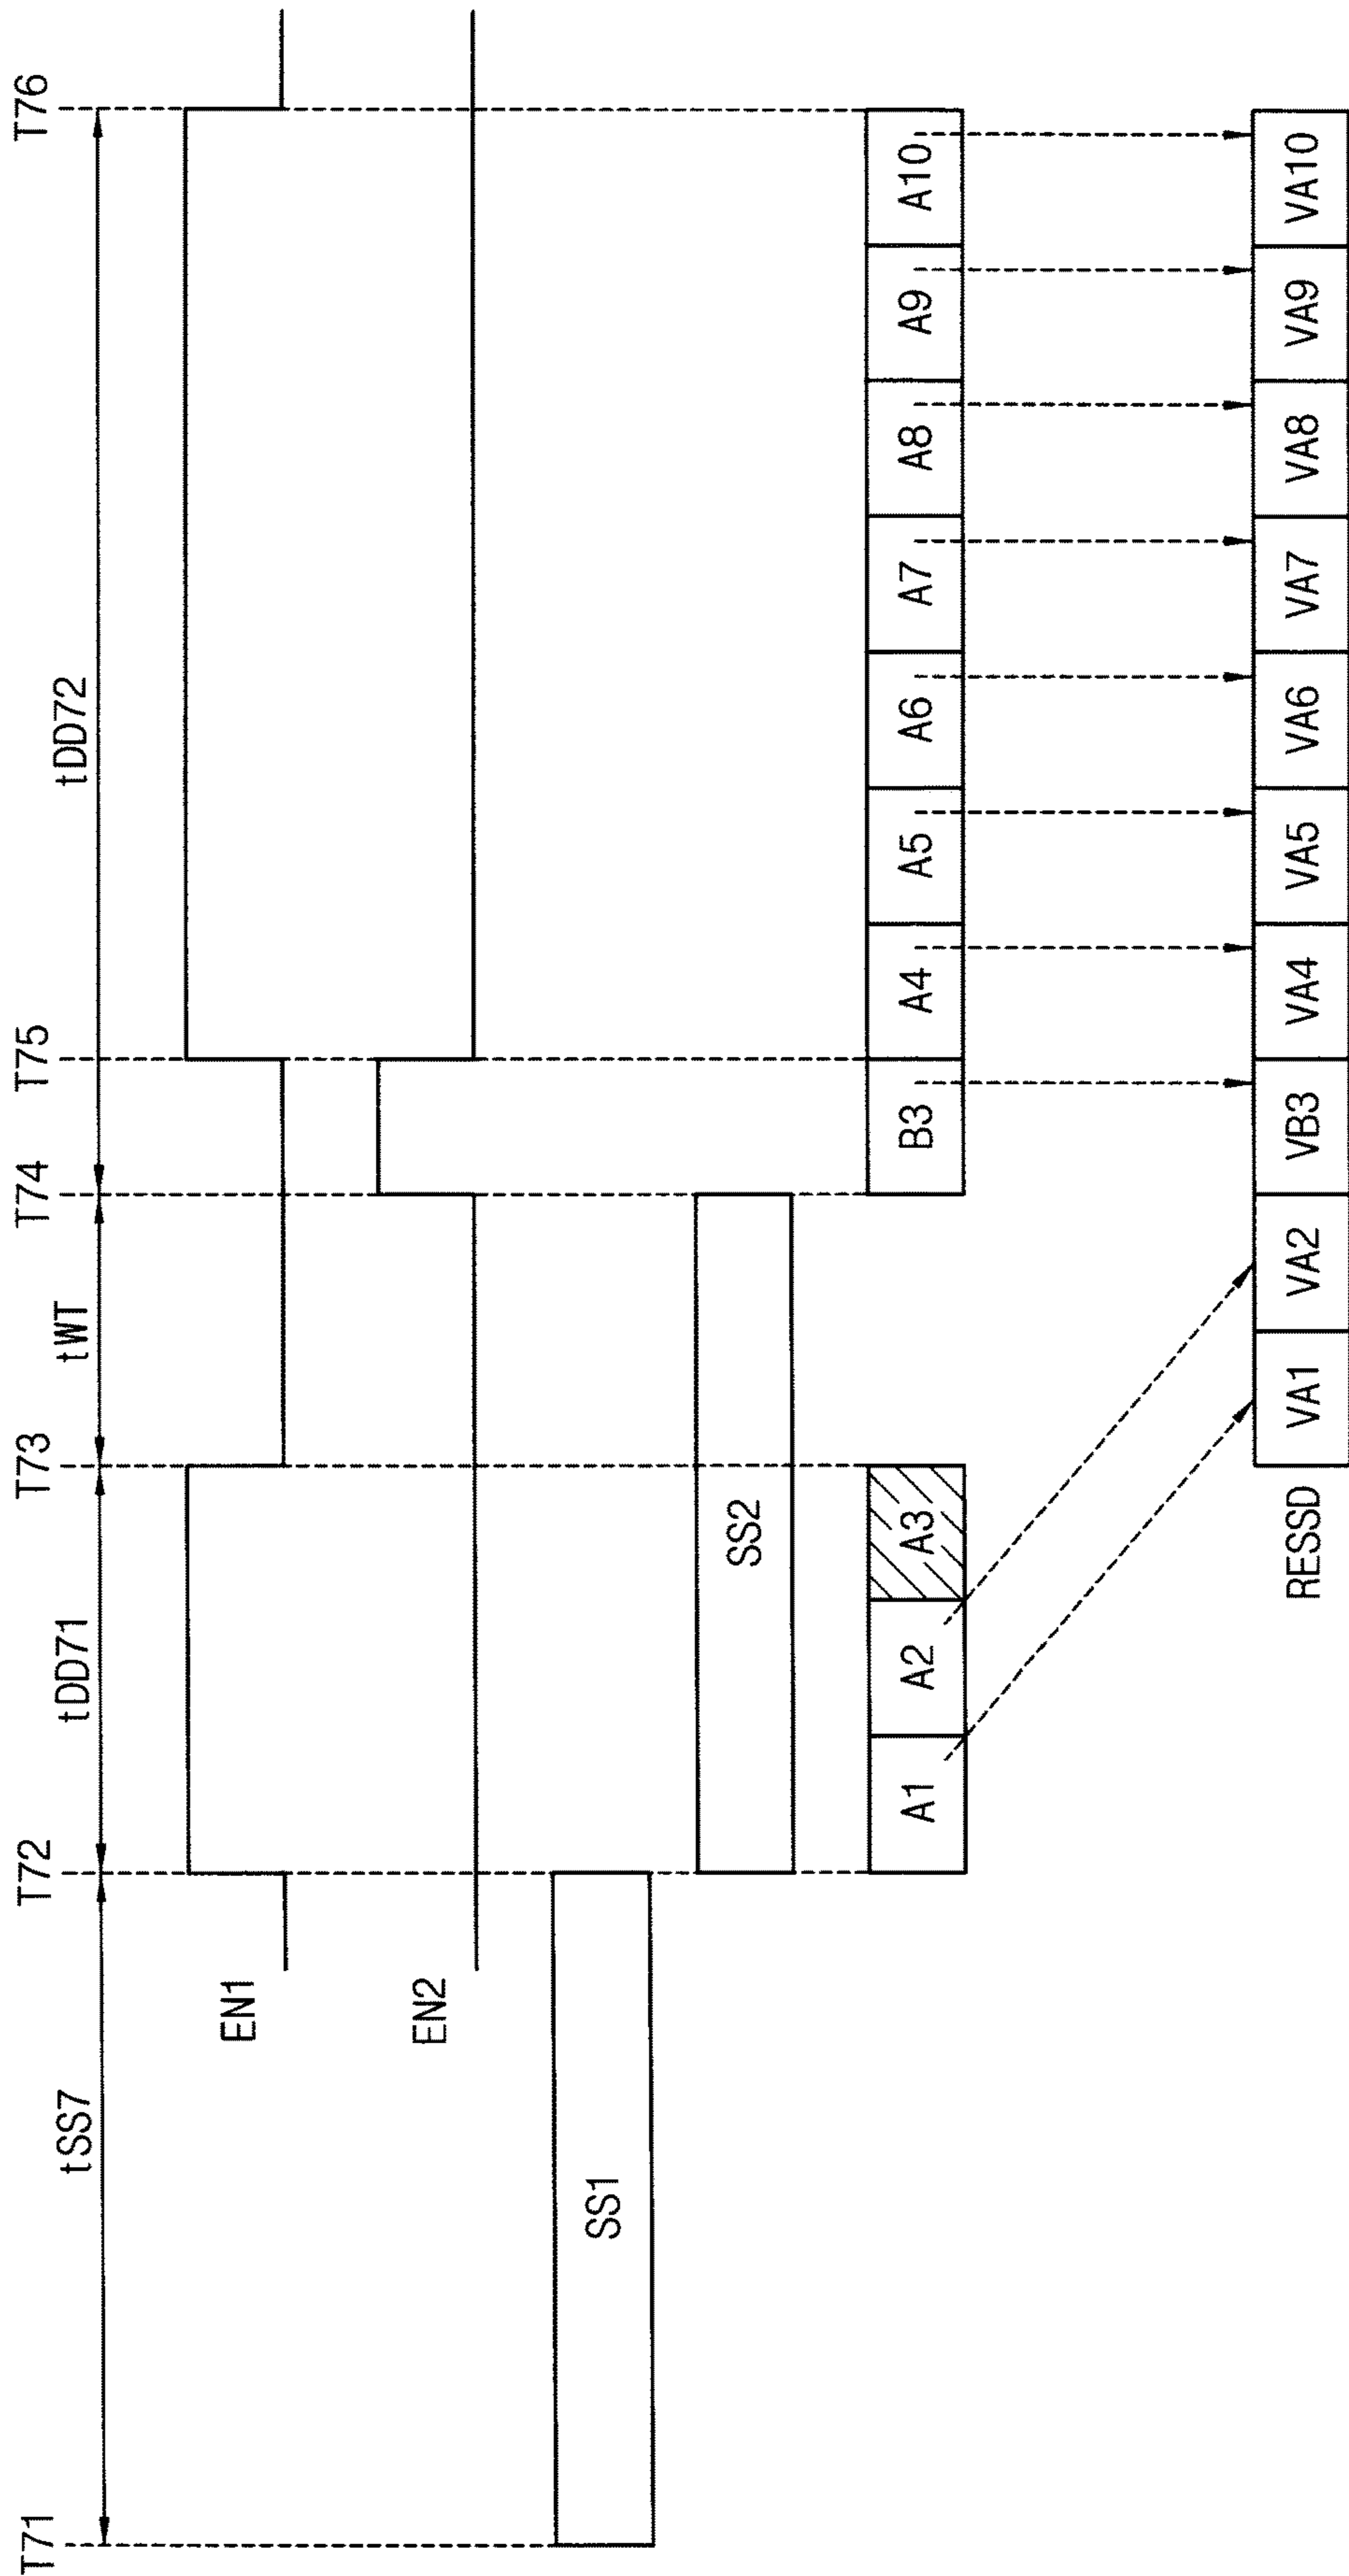 T71 T72 T73 T74 T75 T76
tSS7 tDD71 tWT tDD72
EN1
EN2
SS1
SS2
A1 A2 A3 B3 A4 A5 A6 A7 A8 A9 A10
RESSD VA1 VA2 VB3 VA4 VA5 VA6 VA7 VA8 VA9 VA10